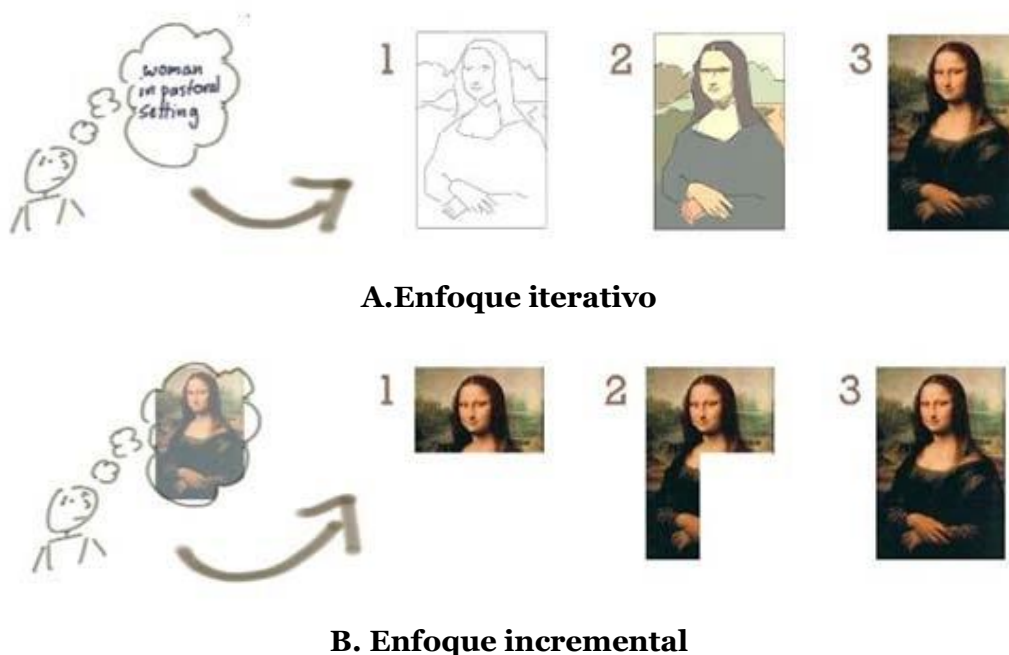 woman
in pastoral
setting
1
2
3
A.Enfoque iterativo
1
2
3
B. Enfoque incremental